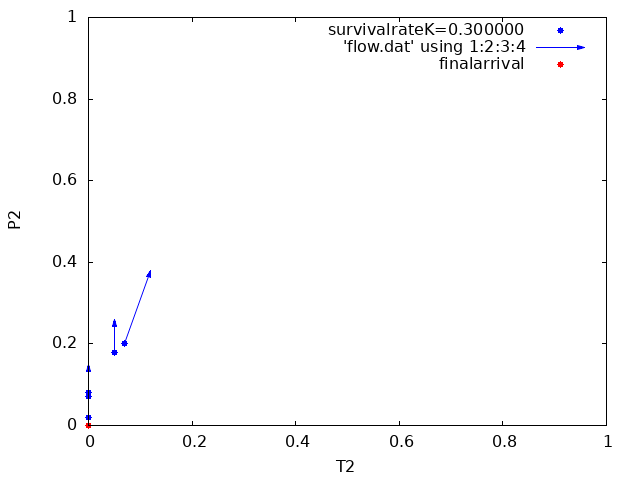 survivalrateK=0.300000
'flow.dat' using 1:2:3:4
finalarrival
1
0.8
0.6
0.4
0.2
0
P2
0 0.2 0.4 0.6 0.8 1
T2